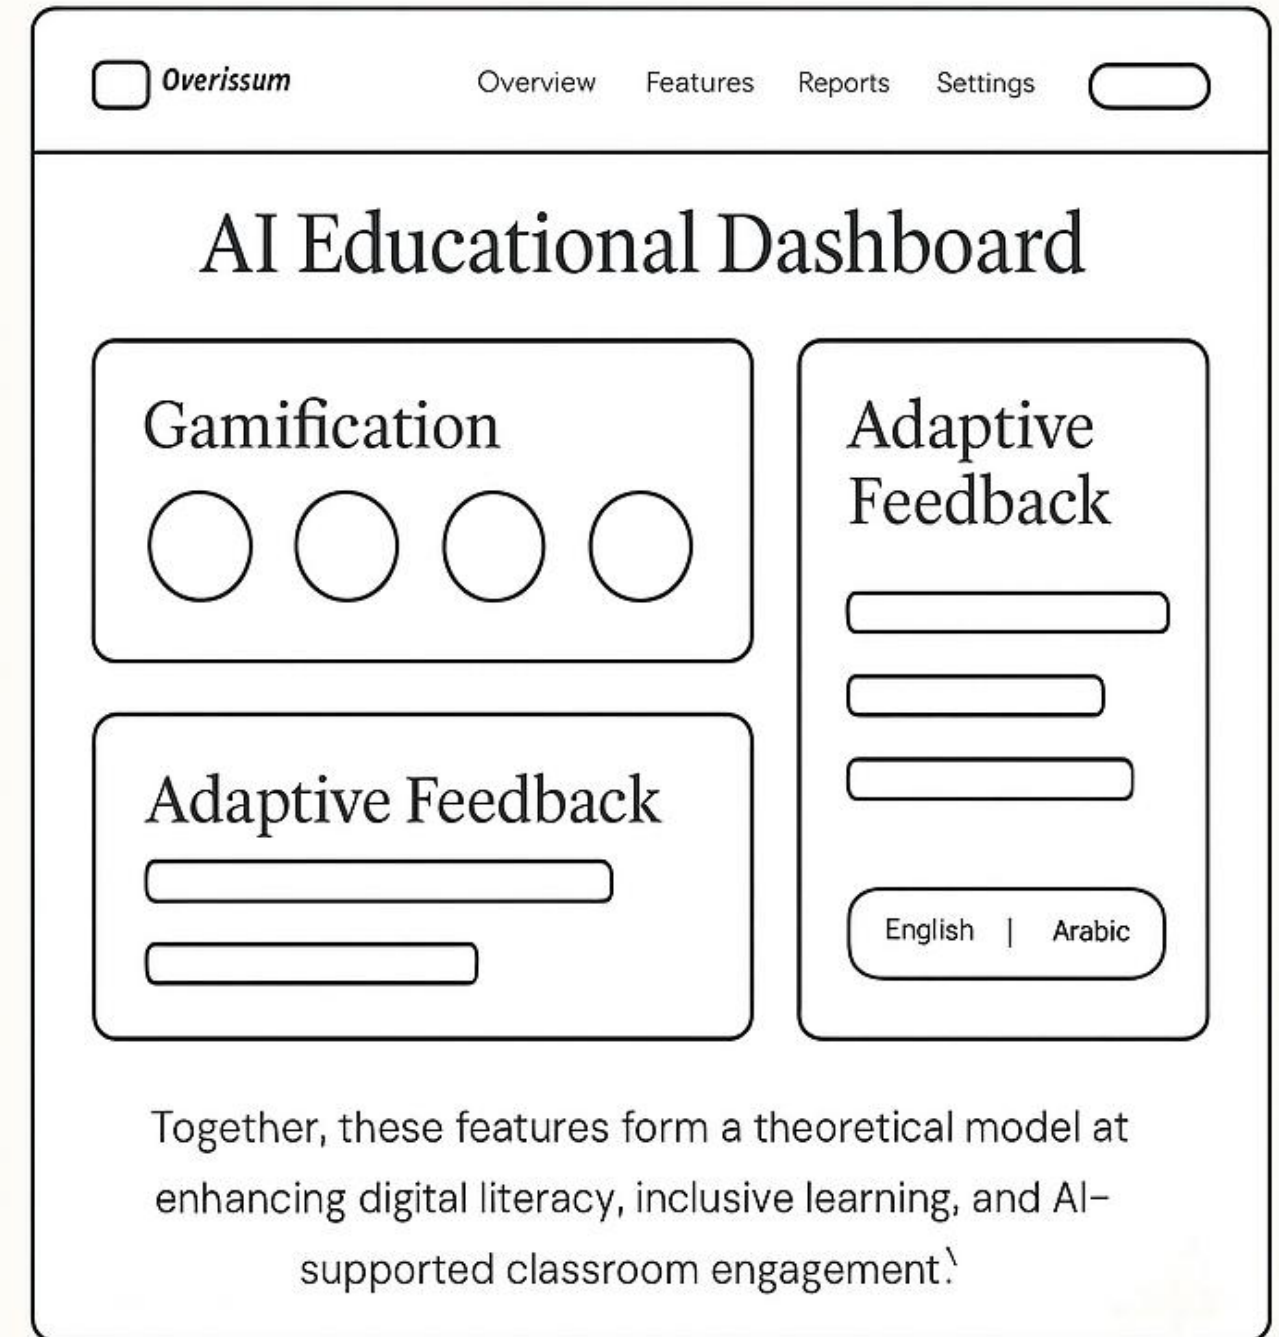 Overissum
Overview Features Reports Settings
AI Educational Dashboard
Gamification
Adaptive Feedback
Adaptive
Feedback
English | Arabic
Together, these features form a theoretical model at
enhancing digital literacy, inclusive learning, and AI–
supported classroom engagement.\